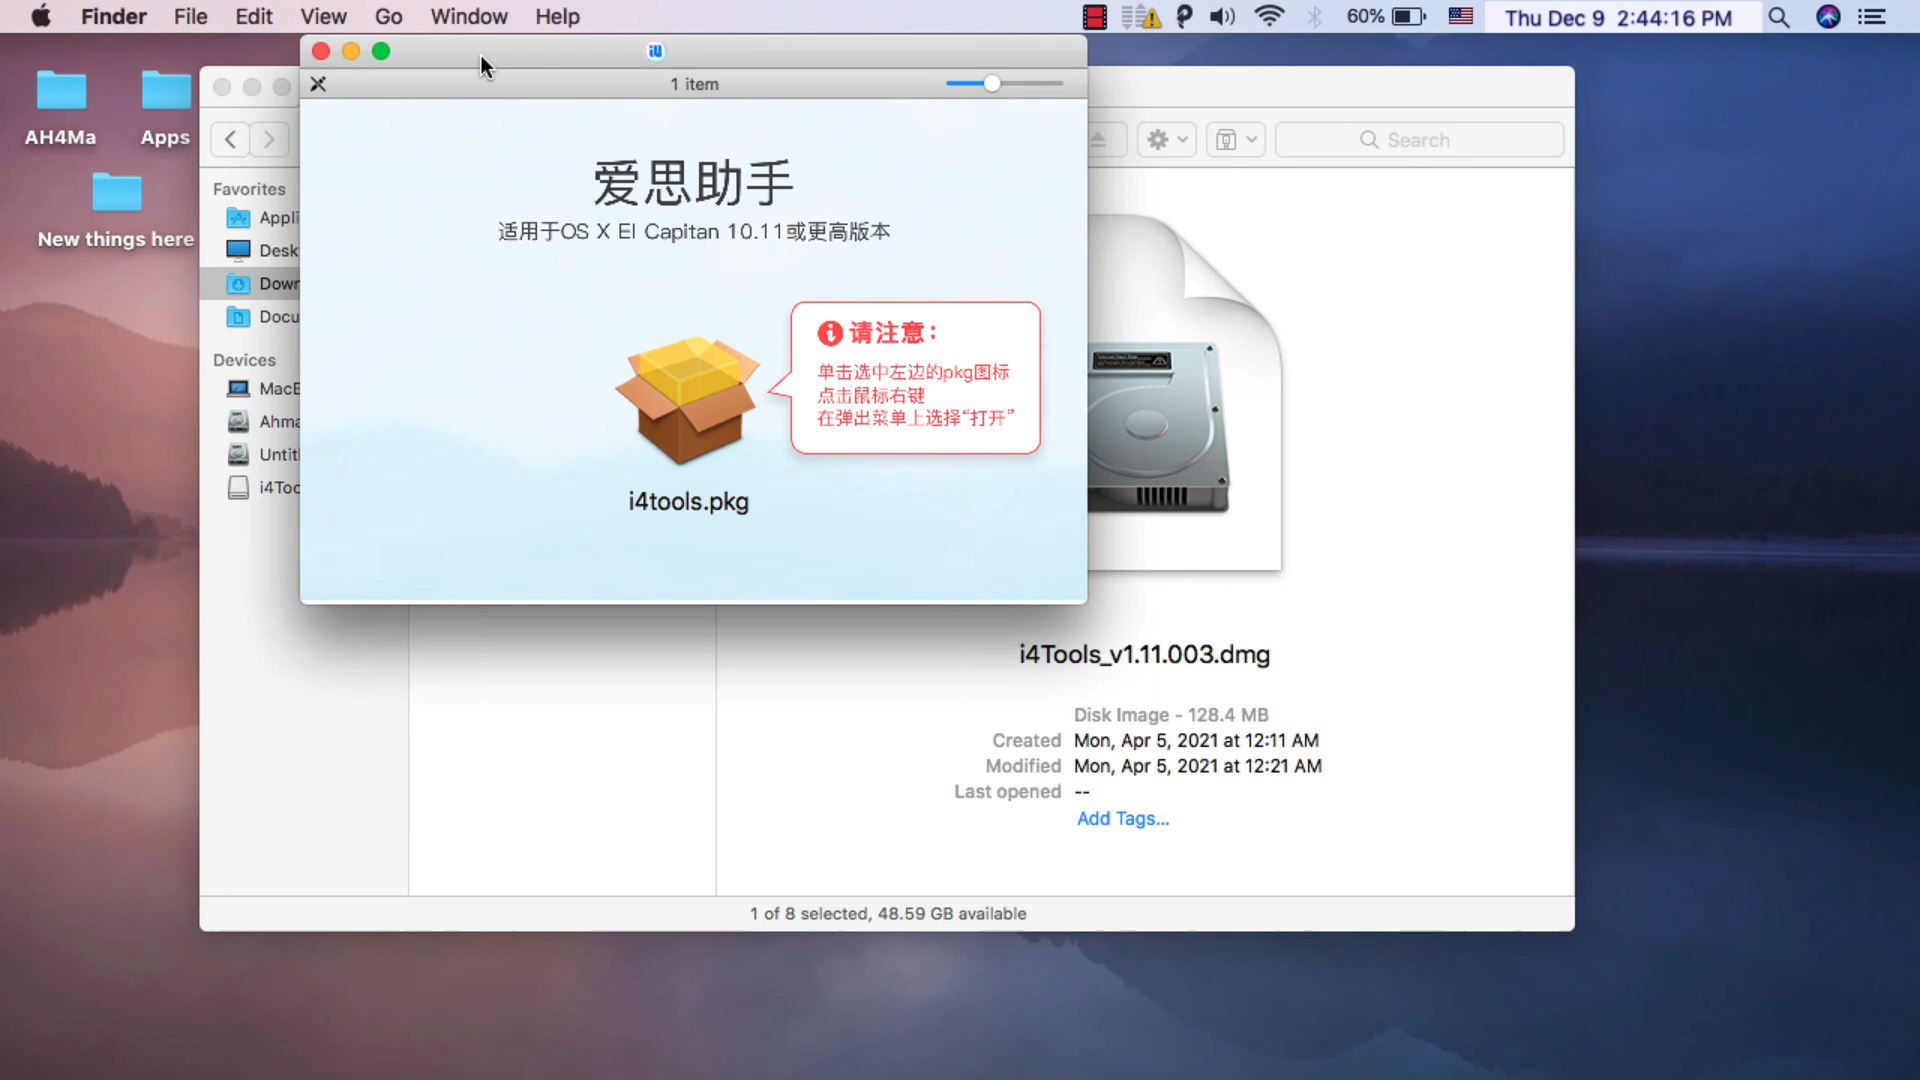 Finder File Edit View Go Window Help 60% Thu Dec 9 2:44:16 PM
AH4Ma
Apps
New things here
iU
1 item
Search
爱思助手
适用于OS X El Capitan 10.11或更高版本
请注意：
单击选中左边的pkg图标
点击鼠标右键
在弹出菜单上选择“打开”
i4tools.pkg
Favorites
Appli
Desk
Down
Docu
Devices
MacB
Ahma
Untit
i4Too
i4Tools_v1.11.003.dmg
Disk Image - 128.4 MB
Created Mon, Apr 5, 2021 at 12:11 AM
Modified Mon, Apr 5, 2021 at 12:21 AM
Last opened --
Add Tags...
1 of 8 selected, 48.59 GB available